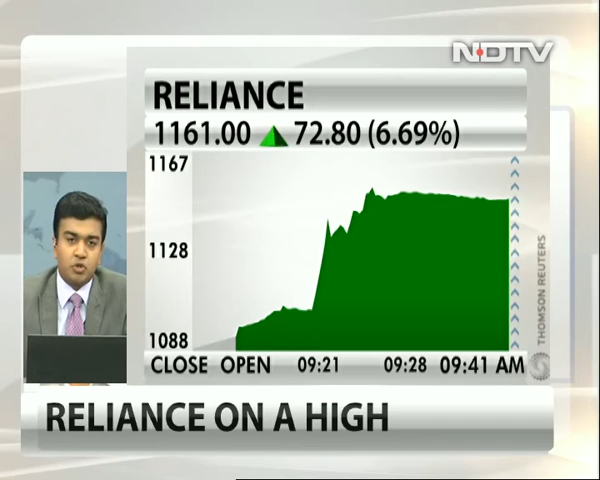 NDTV
RELIANCE
1161.00 72.80 (6.69%)
1167
1128
1088
CLOSE OPEN 09:21 09:28 09:41 AM
THOMSON REUTERS
RELIANCE ON A HIGH